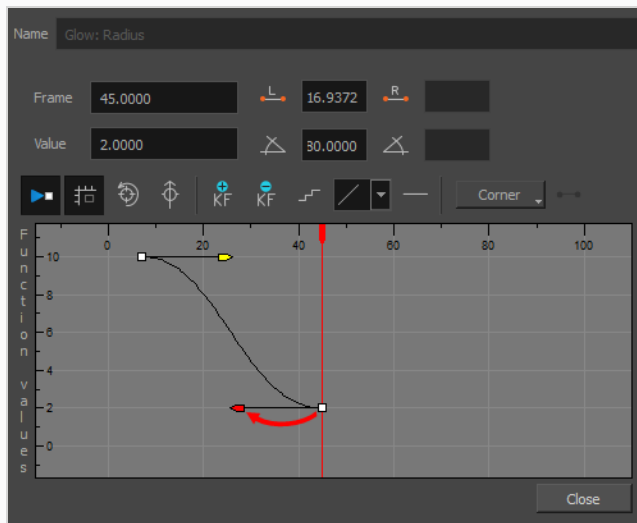 Name Glow: Radius
Frame 45.0000 L 16.9372 R
Value 2.0000 80.0000
KF KF Corner
Function values
0 20 40 60 80 100
10
8
6
4
2
0
Close